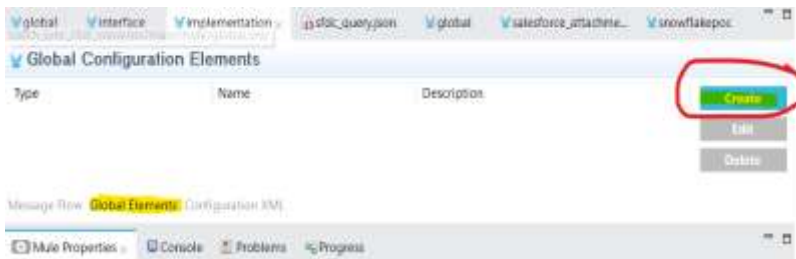 global interface implementation sfdc_query.json global salesforce_attachme... snowflakepoc
Global Configuration Elements
Type Name Description
Create
Edit
Delete
Message Flow Global Elements Configuration XML
Mule Properties Console Problems Progress